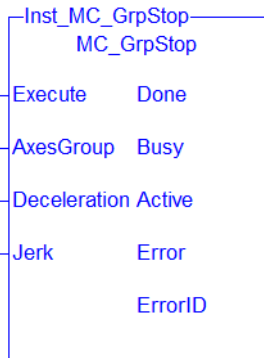 Inst_MC_GrpStop
MC_GrpStop
Execute Done
AxesGroup Busy
Deceleration Active
Jerk Error
ErrorID